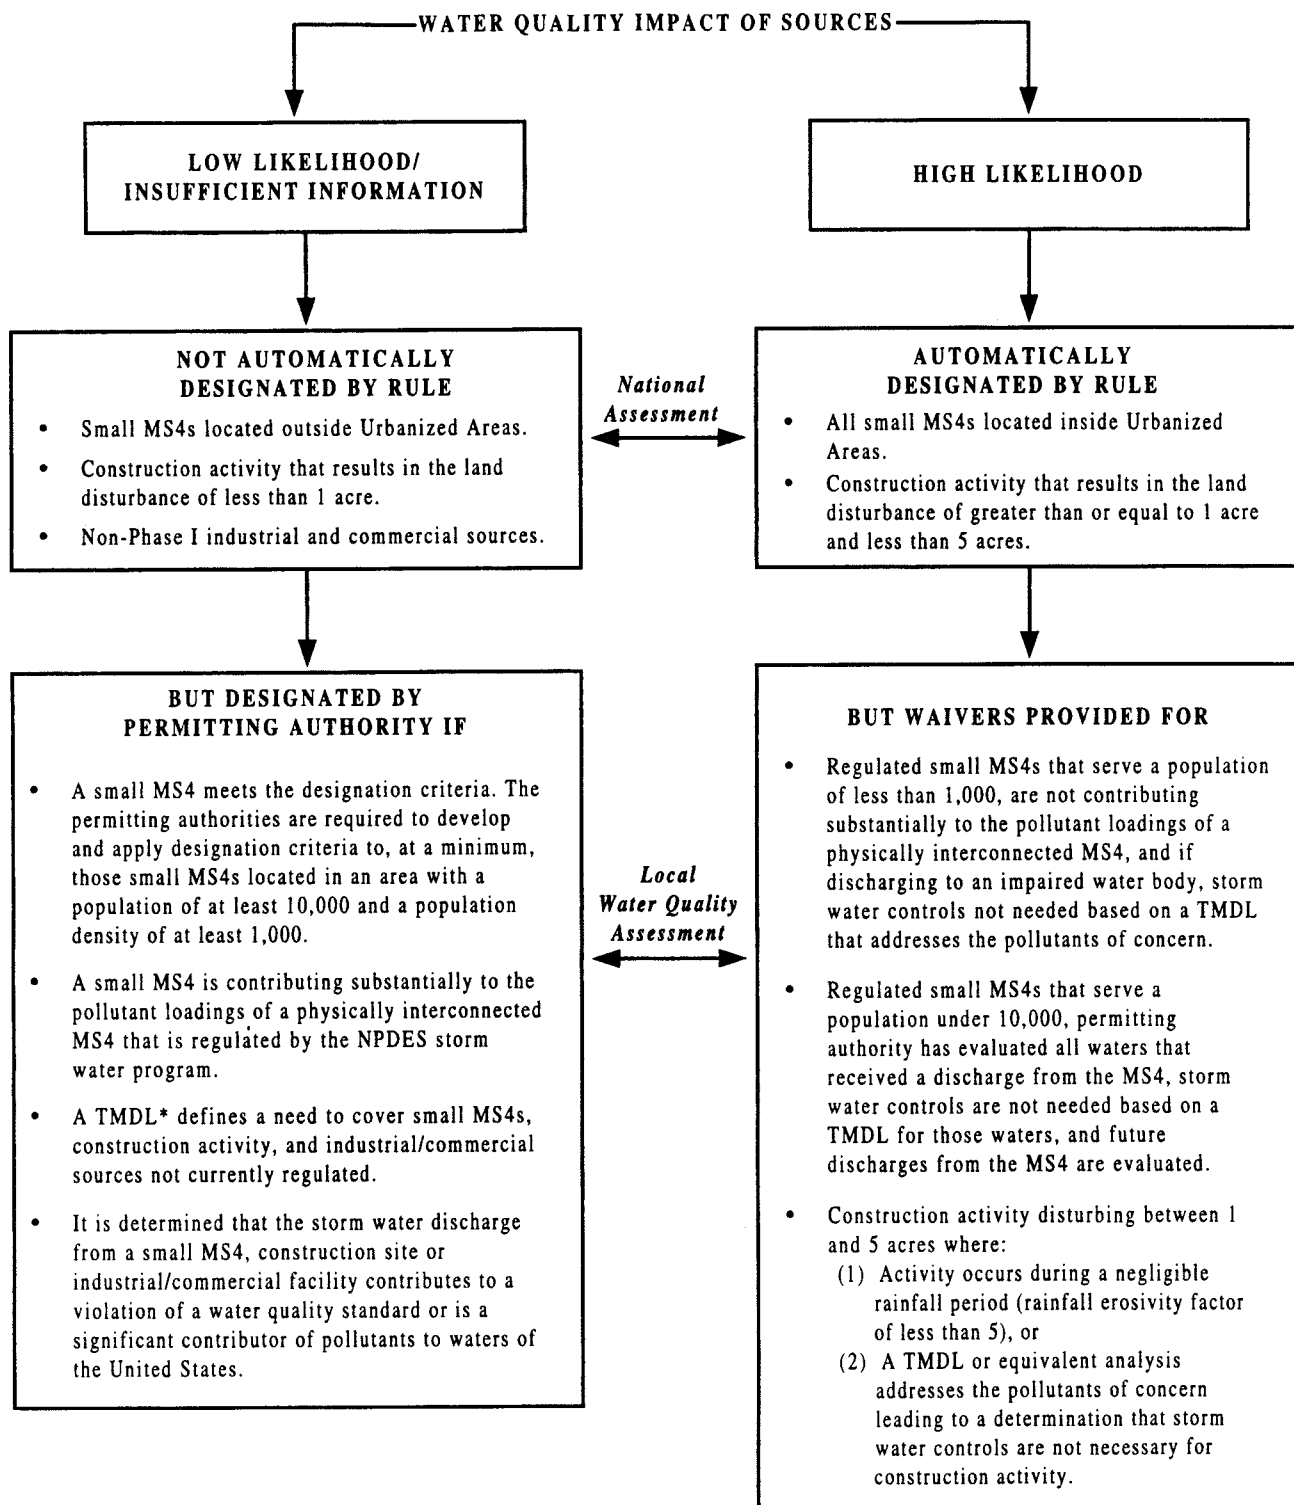 WATER QUALITY IMPACT OF SOURCES
LOW LIKELIHOOD/
INSUFFICIENT INFORMATION
HIGH LIKELIHOOD
NOT AUTOMATICALLY
DESIGNATED BY RULE
• Small MS4s located outside Urbanized Areas.
• Construction activity that results in the land
disturbance of less than 1 acre.
• Non-Phase I industrial and commercial sources.
National
Assessment
AUTOMATICALLY
DESIGNATED BY RULE
• All small MS4s located inside Urbanized
Areas.
• Construction activity that results in the land
disturbance of greater than or equal to 1 acre
and less than 5 acres.
BUT DESIGNATED BY
PERMITTING AUTHORITY IF
• A small MS4 meets the designation criteria. The
permitting authorities are required to develop
and apply designation criteria to, at a minimum,
those small MS4s located in an area with a
population of at least 10,000 and a population
density of at least 1,000.
• A small MS4 is contributing substantially to the
pollutant loadings of a physically interconnected
MS4 that is regulated by the NPDES storm
water program.
• A TMDL* defines a need to cover small MS4s,
construction activity, and industrial/commercial
sources not currently regulated.
• It is determined that the storm water discharge
from a small MS4, construction site or
industrial/commercial facility contributes to a
violation of a water quality standard or is a
significant contributor of pollutants to waters of
the United States.
Local
Water Quality
Assessment
BUT WAIVERS PROVIDED FOR
• Regulated small MS4s that serve a population
of less than 1,000, are not contributing
substantially to the pollutant loadings of a
physically interconnected MS4, and if
discharging to an impaired water body, storm
water controls not needed based on a TMDL
that addresses the pollutants of concern.
• Regulated small MS4s that serve a
population under 10,000, permitting
authority has evaluated all waters that
received a discharge from the MS4, storm
water controls are not needed based on a
TMDL for those waters, and future
discharges from the MS4 are evaluated.
• Construction activity disturbing between 1
and 5 acres where:
(1) Activity occurs during a negligible
rainfall period (rainfall erosivity factor
of less than 5), or
(2) A TMDL or equivalent analysis
addresses the pollutants of concern
leading to a determination that storm
water controls are not necessary for
construction activity.